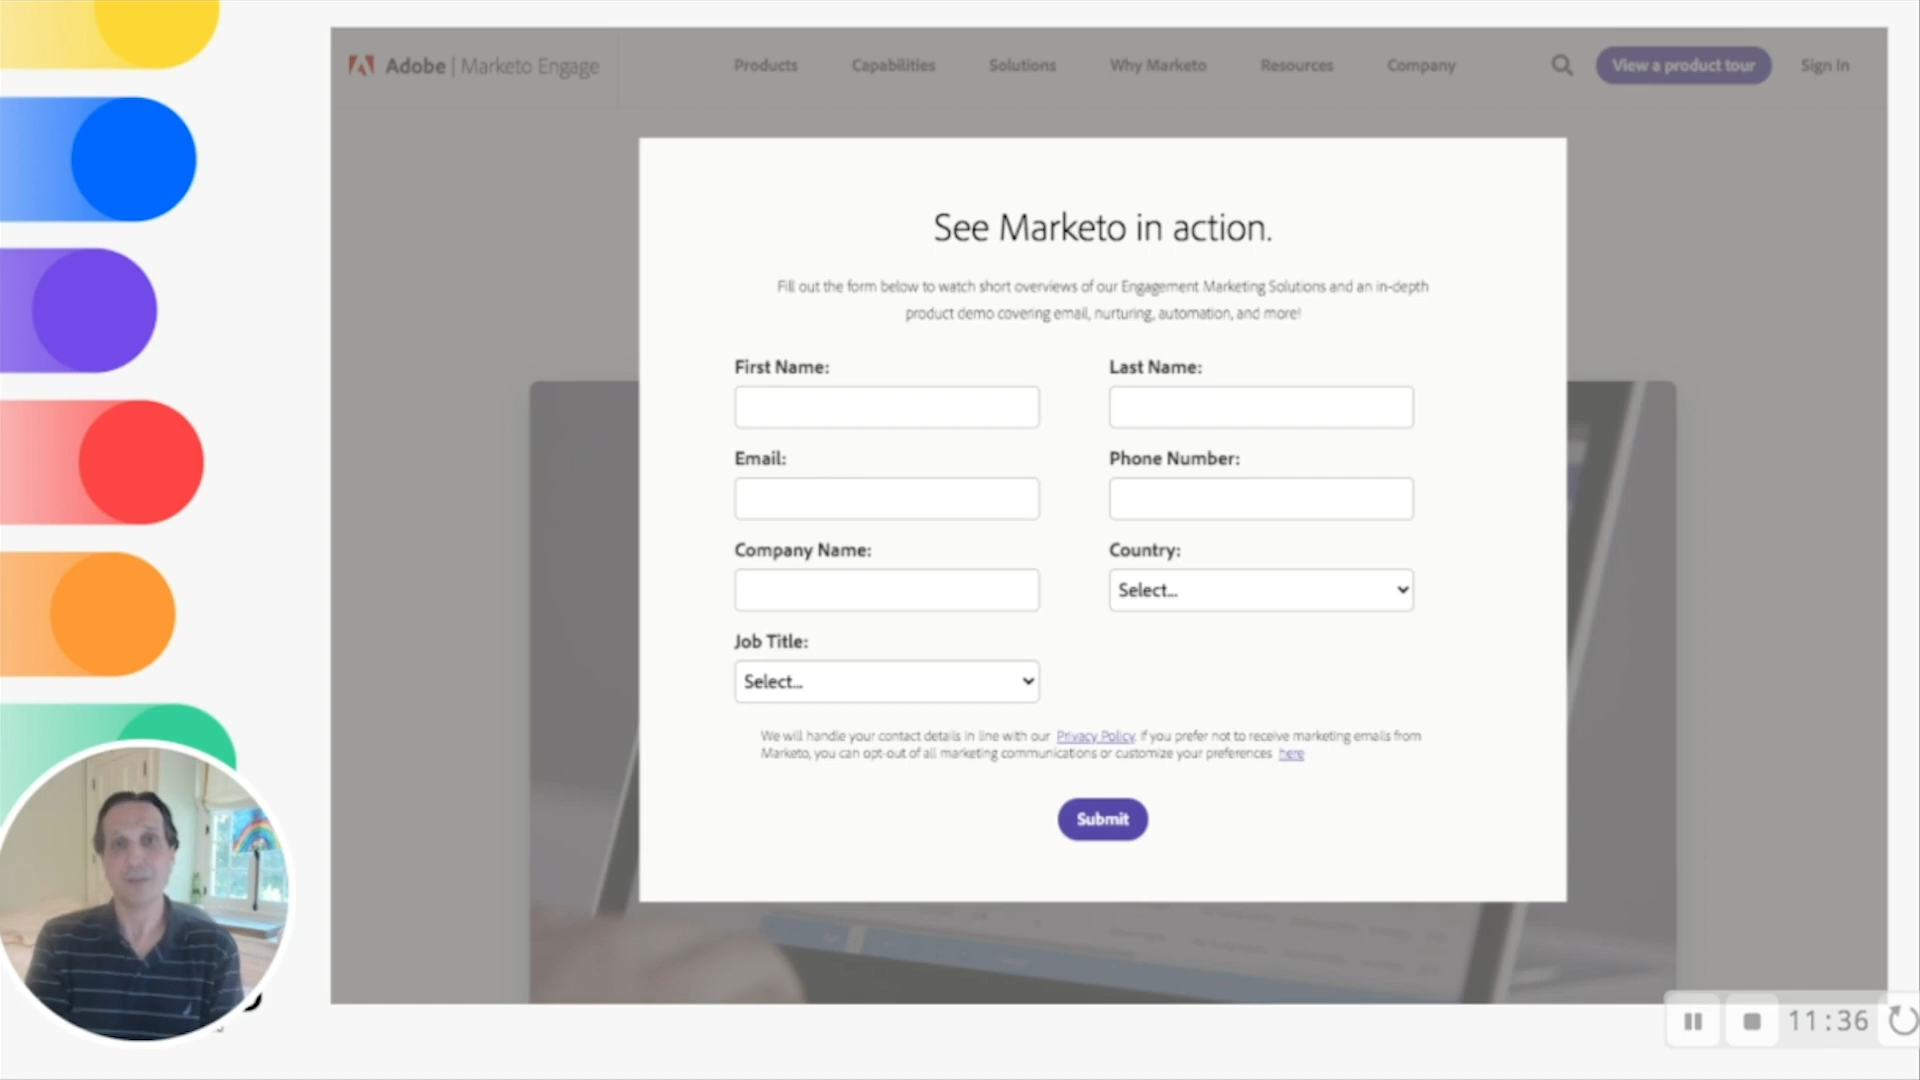 Adobe | Marketo Engage
Products
Capabilities
Solutions
Why Marketo
Resources
Company
View a product tour
Sign In
See Marketo in action.
Fill out the form below to watch short overviews of our Engagement Marketing Solutions and an in-depth
product demo covering email, nurturing, automation, and more!
First Name:
Last Name:
Email:
Phone Number:
Company Name:
Country:
Select...
Job Title:
Select...
We will handle your contact details in line with our Privacy Policy. If you prefer not to receive marketing emails from
Marketo, you can opt-out of all marketing communications or customize your preferences here
Submit
11:36